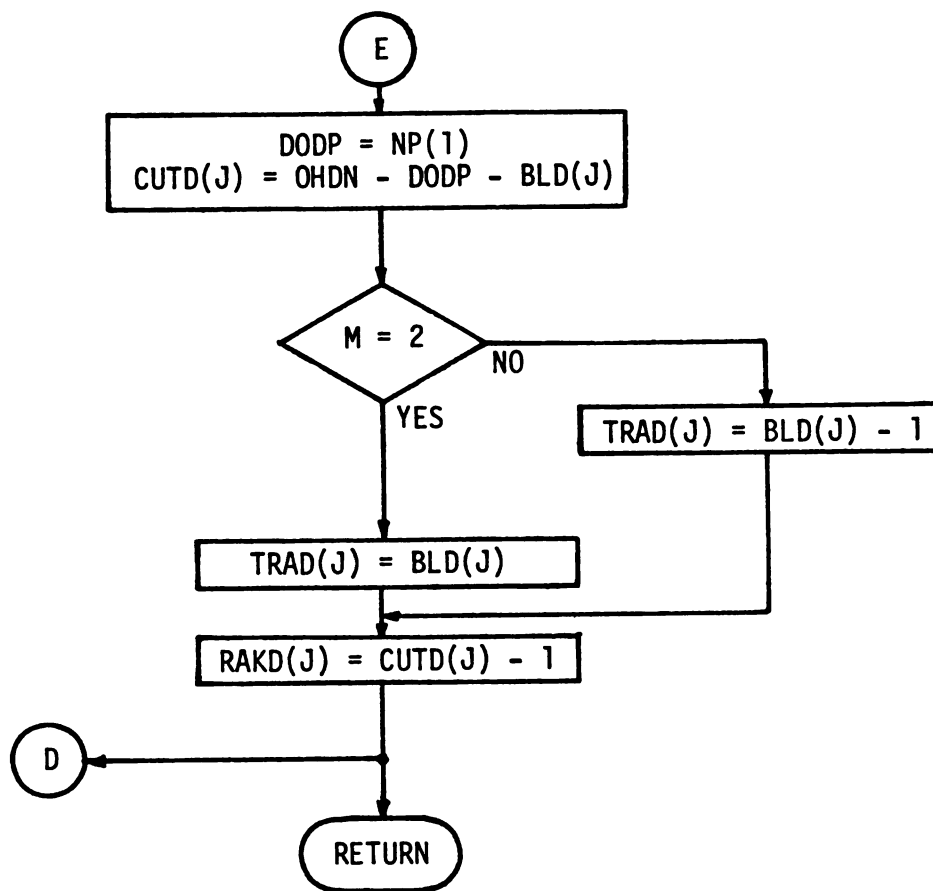 E
DODP = NP(1)
CUTD(J) = OHDN - DODP - BLD(J)
M = 2
NO
YES
TRAD(J) = BLD(J) - 1
TRAD(J) = BLD(J)
RAKD(J) = CUTD(J) - 1
D
RETURN